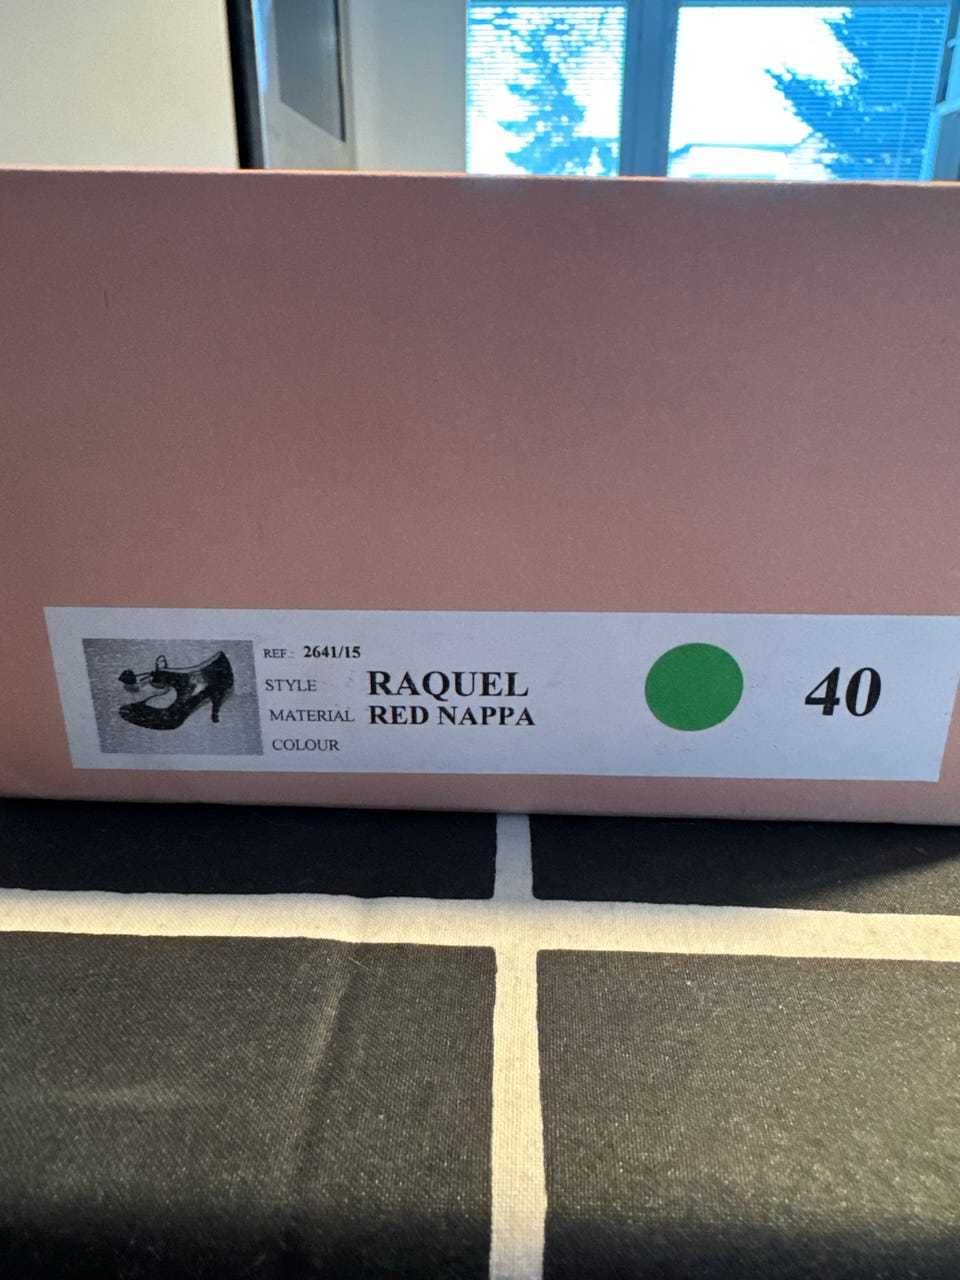 REF.: 2641/15
STYLE RAQUEL
MATERIAL RED NAPPA
COLOUR
40